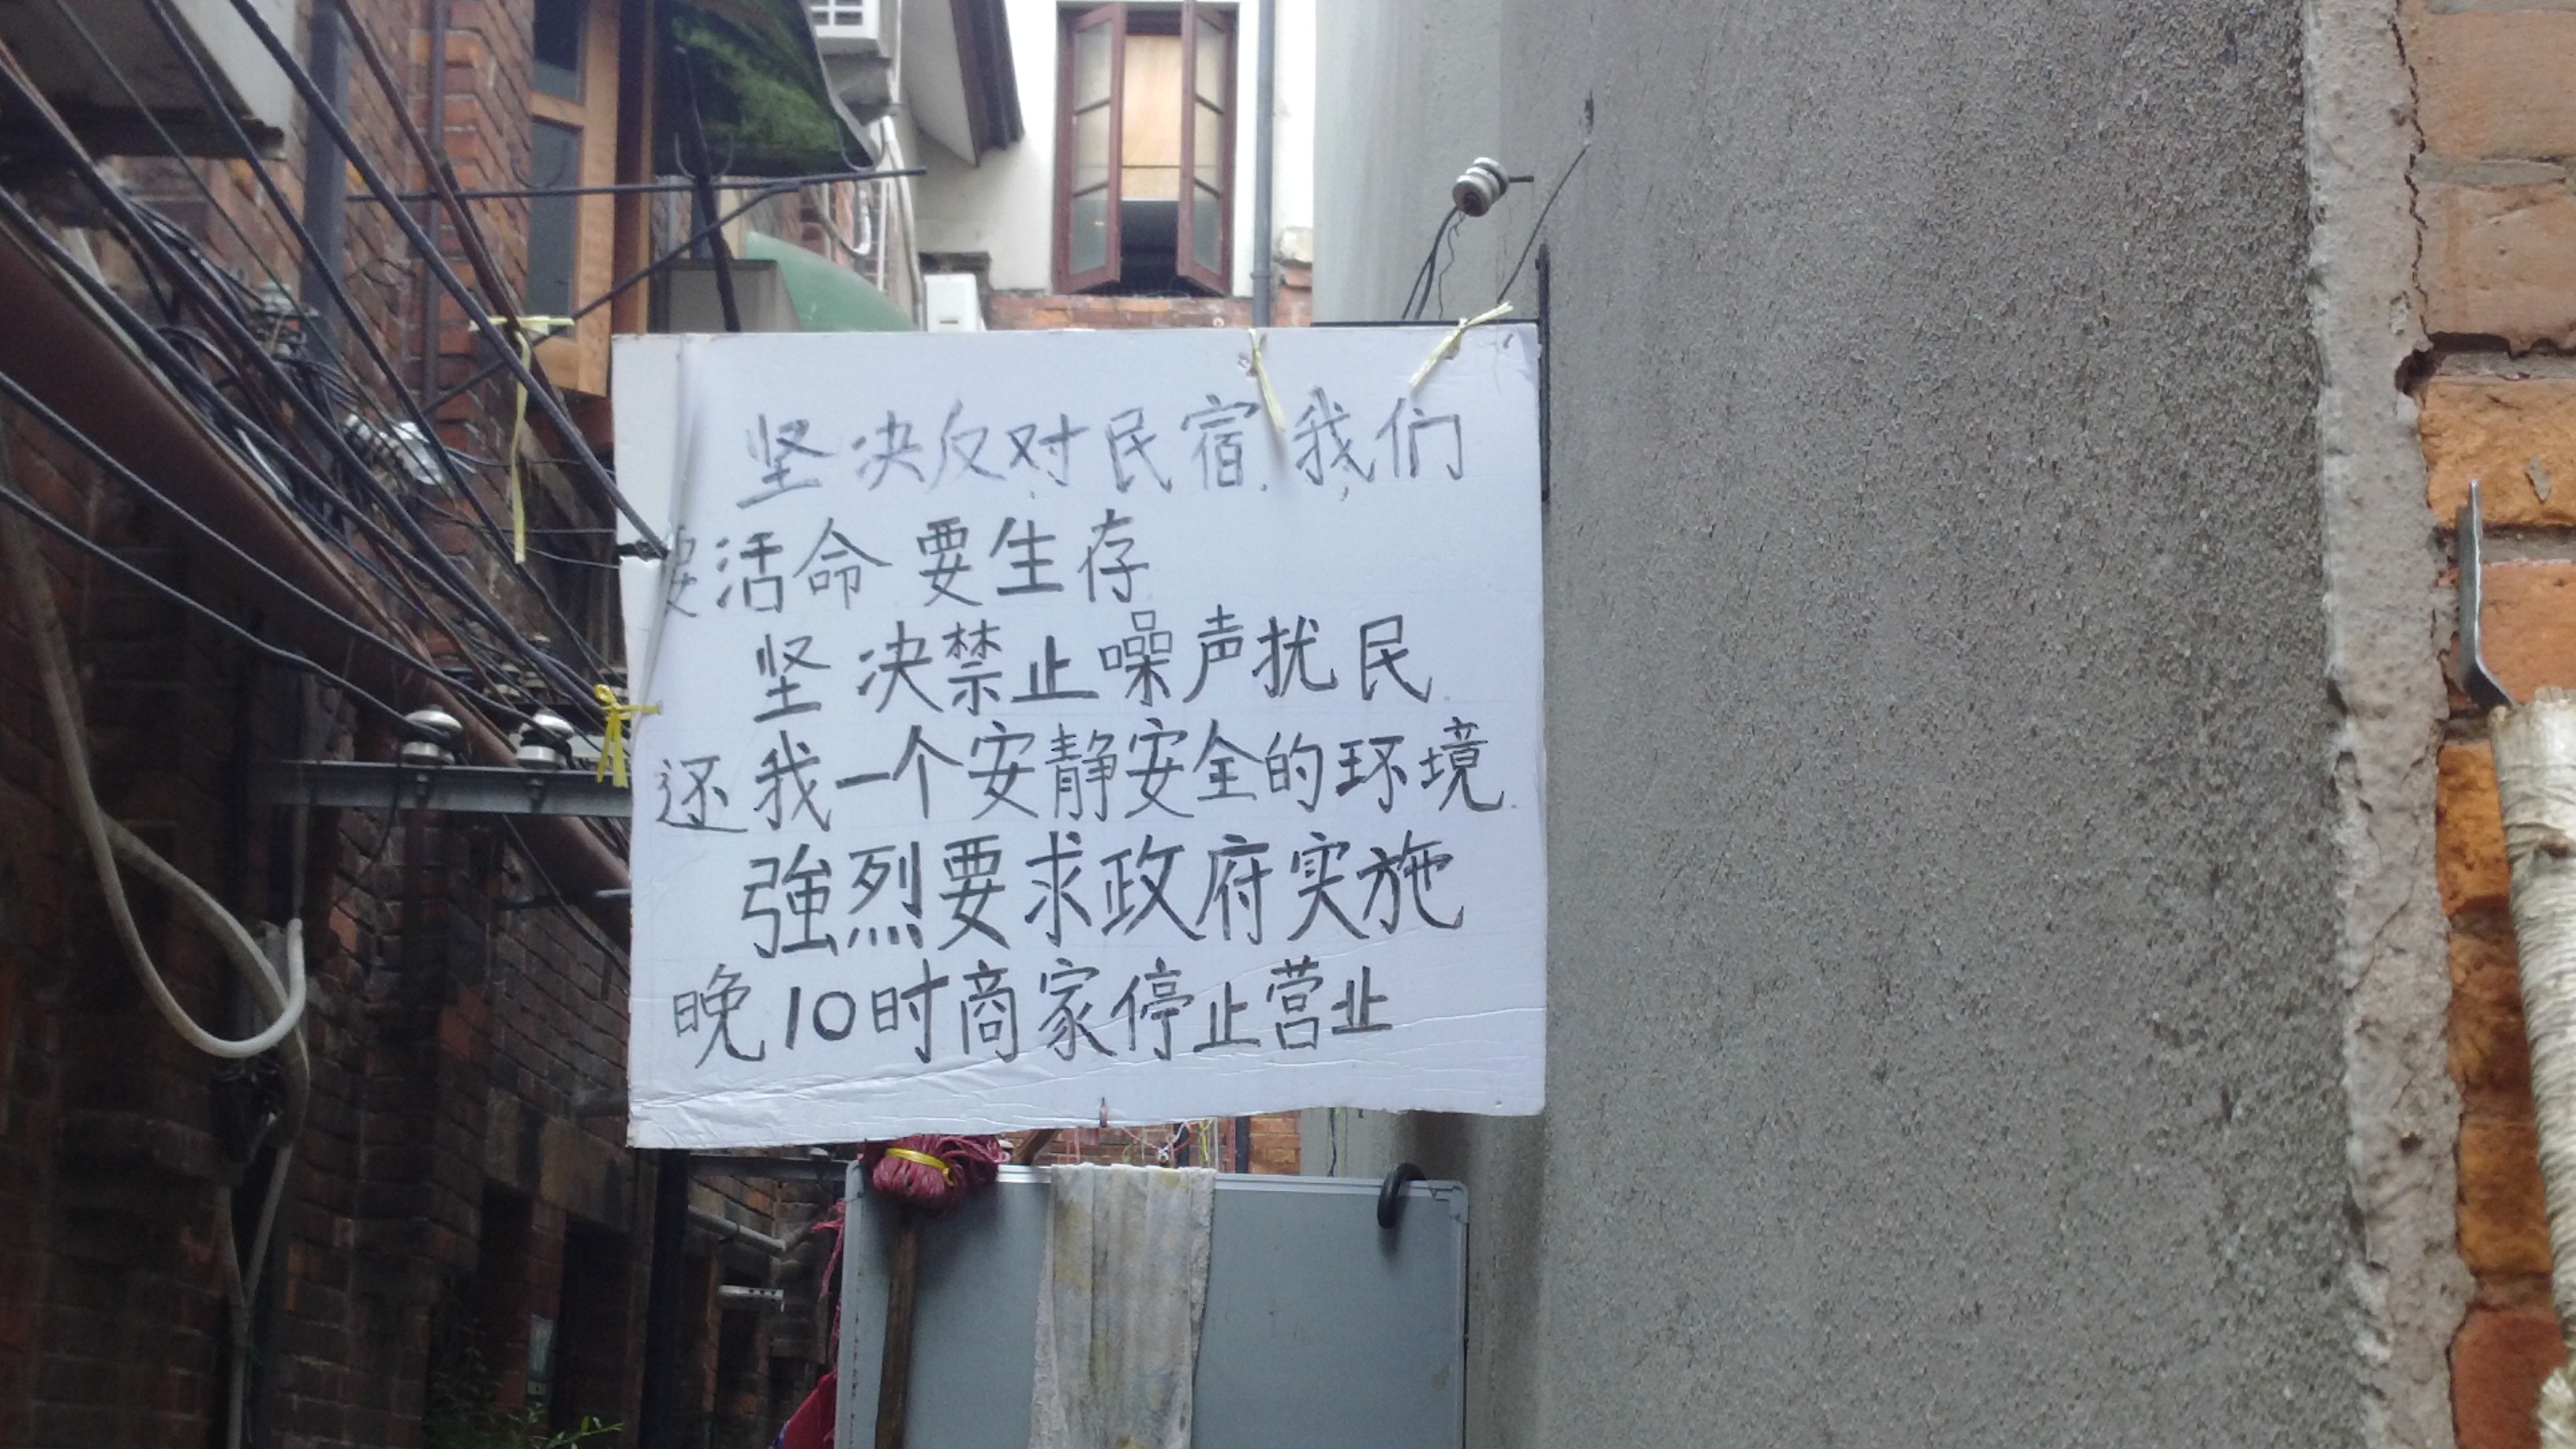 坚决反对民宿.我们
要活命 要生存
坚决禁止噪声扰民.
还我一个安静安全的环境.
強烈要求政府实施
晚10时商家停止营业